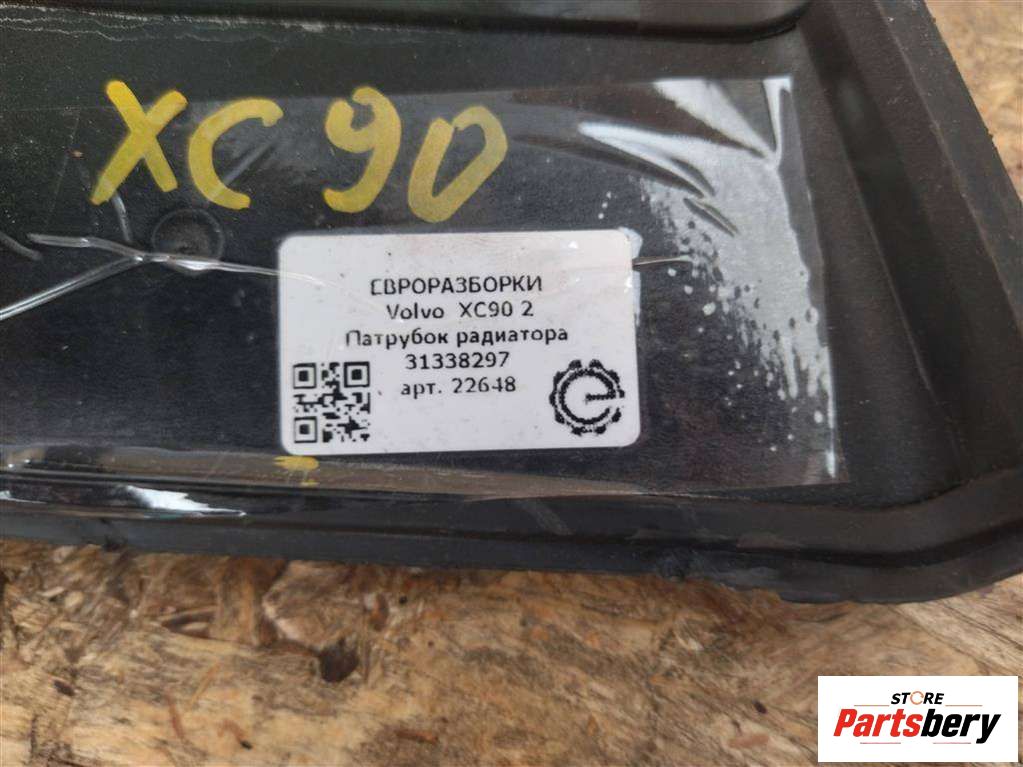 XC90
ЕВРОРАЗБОРКИ
Volvo XC90 2
Патрубок радиатора
31338297
арт. 22648
STORE
Partsbery